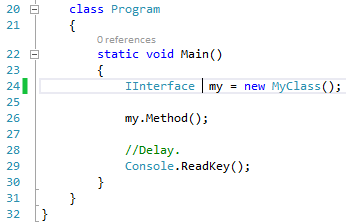 20 class Program
21 {
0 references
22 static void Main()
23 {
24 IInterface my = new MyClass();
25
26 my.Method();
27
28 //Delay.
29 Console.ReadKey();
30 }
31 }
32 }